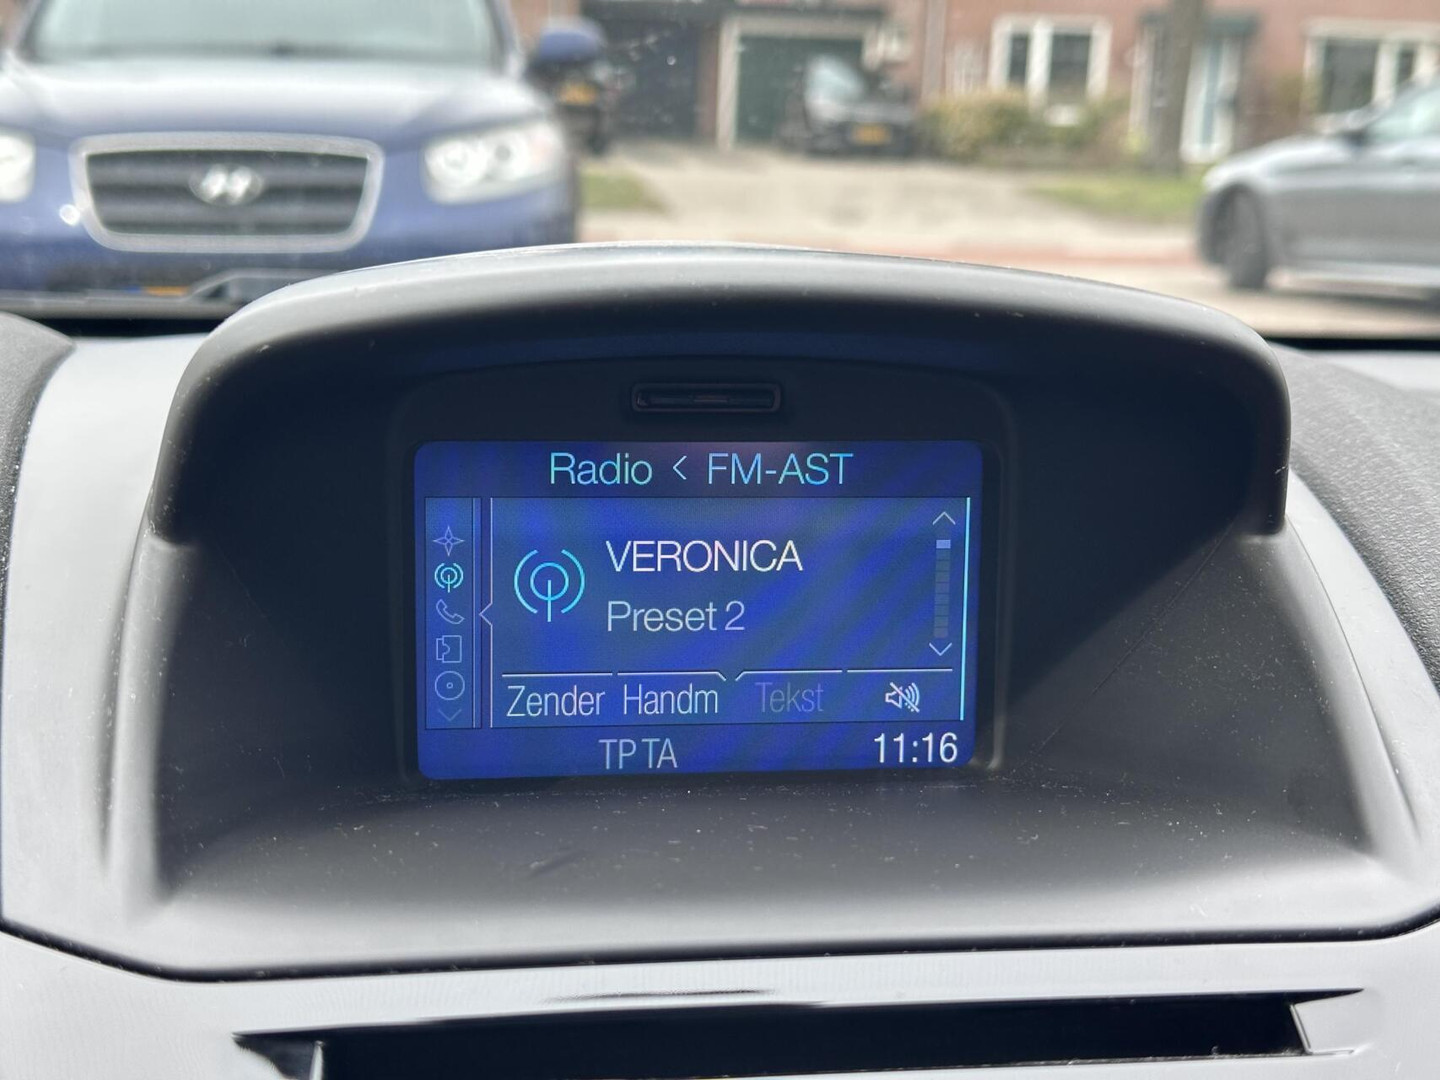 Radio < FM-AST
VERONICA
Preset 2
Zender Handm Tekst
TP TA 11:16